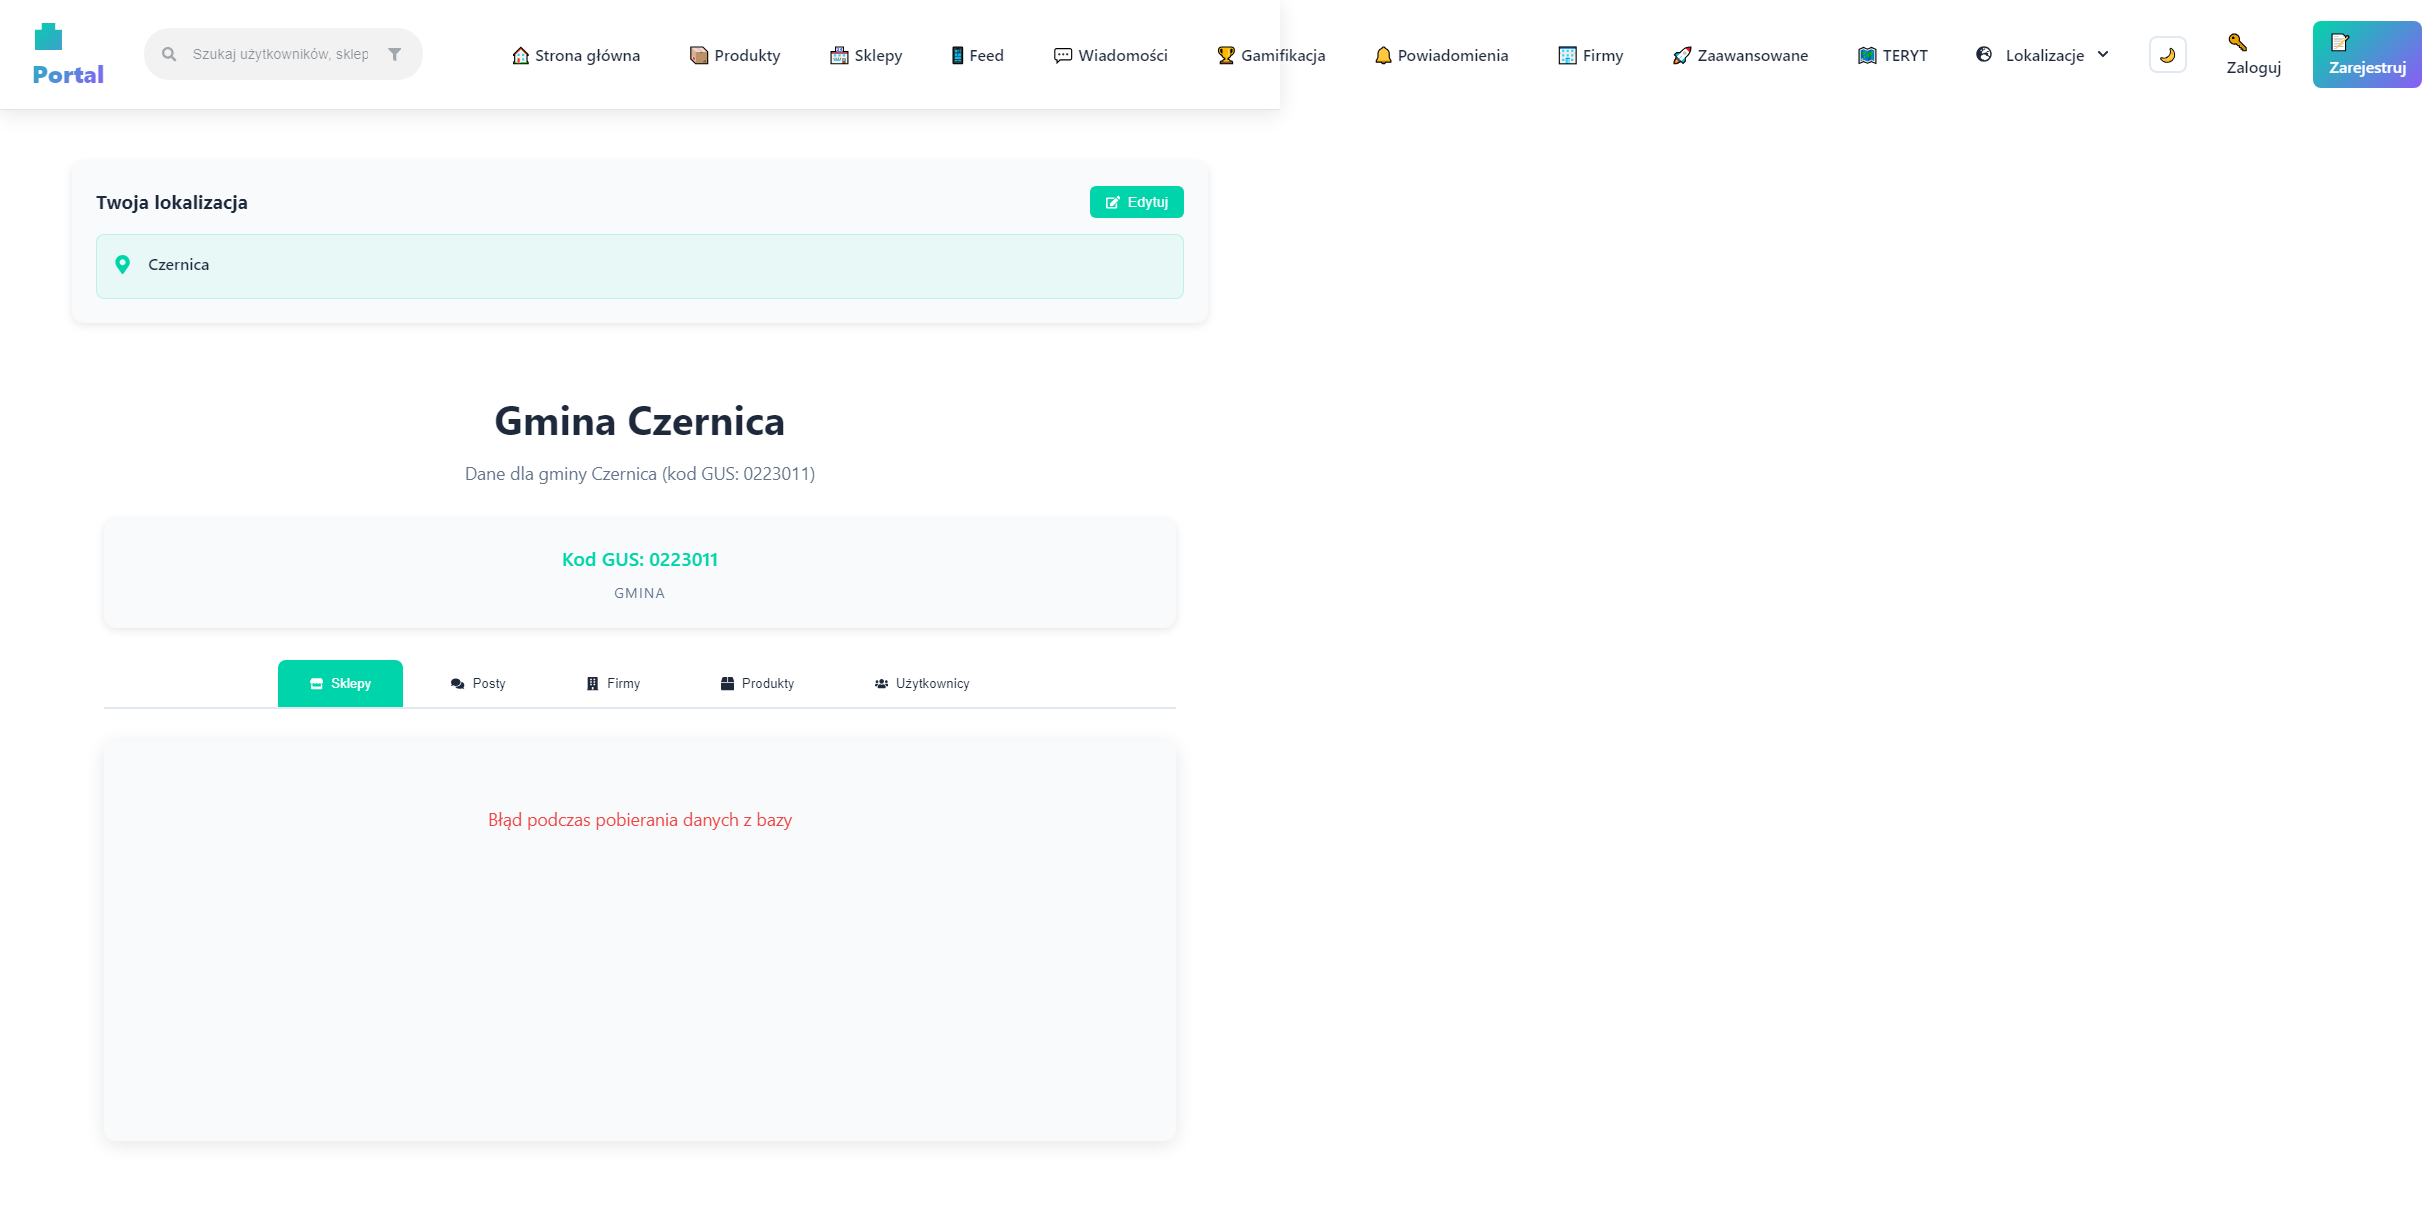 Portal
Szukaj użytkowników, sklep
Strona główna
Produkty
Sklepy
Feed
Wiadomości
Gamifikacja
Powiadomienia
Firmy
Zaawansowane
TERYT
Lokalizacje
Zaloguj
Zarejestruj
Twoja lokalizacja
Edytuj
Czernica
Gmina Czernica
Dane dla gminy Czernica (kod GUS: 0223011)
Kod GUS: 0223011
GMINA
Sklepy
Posty
Firmy
Produkty
Użytkownicy
Błąd podczas pobierania danych z bazy